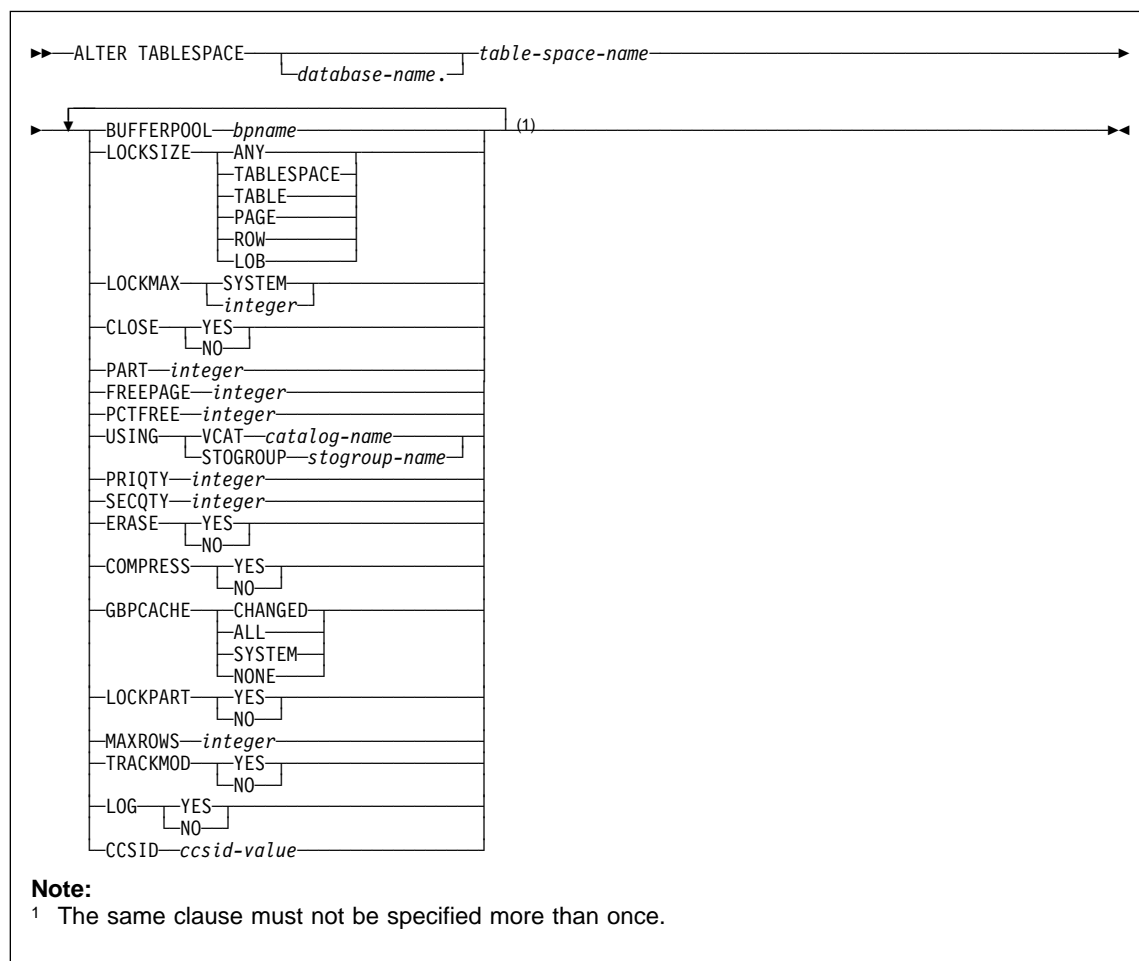 ALTER TABLESPACE database-name. table-space-name
BUFFERPOOL bpname (1)
LOCKSIZE ANY
TABLESPACE
TABLE
PAGE
ROW
LOB
LOCKMAX SYSTEM
integer
CLOSE YES
NO
PART integer
FREEPAGE integer
PCTFREE integer
USING VCAT catalog-name
STOGROUP stogroup-name
PRIQTY integer
SECQTY integer
ERASE YES
NO
COMPRESS YES
NO
GBPCACHE CHANGED
ALL
SYSTEM
NONE
LOCKPART YES
NO
MAXROWS integer
TRACKMOD YES
NO
LOG YES
NO
CCSID ccsid-value
Note:
1 The same clause must not be specified more than once.